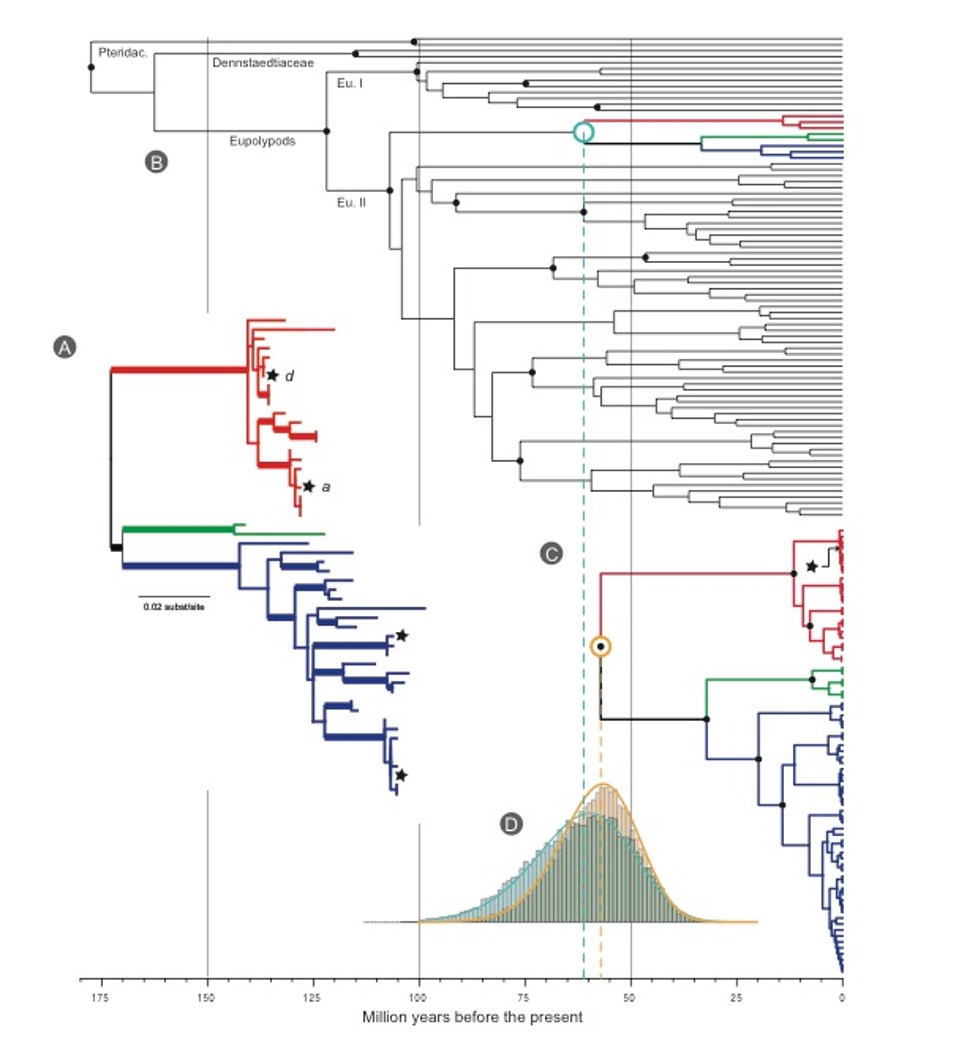 Pteridac.
Dennstaedtiaceae
Eu. I
Eupolypods
B
Eu. II
A
d
a
C
0.02 subst/site
D
175 150 125 100 75 50 25 0
Million years before the present